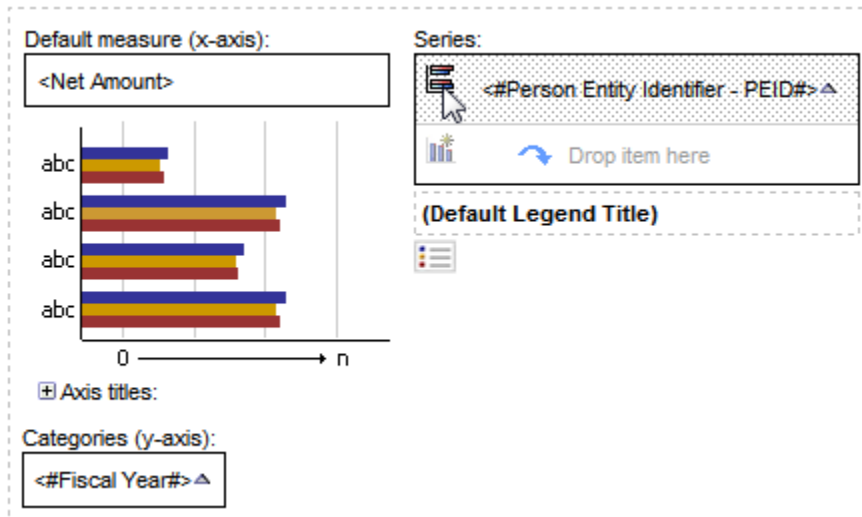 Default measure (x-axis):
<Net Amount>
abc
abc
abc
abc
0
n
Axis titles:
Categories (y-axis):
<#Fiscal Year#>
Series:
<#Person Entity Identifier - PEID#>
Drop item here
(Default Legend Title)